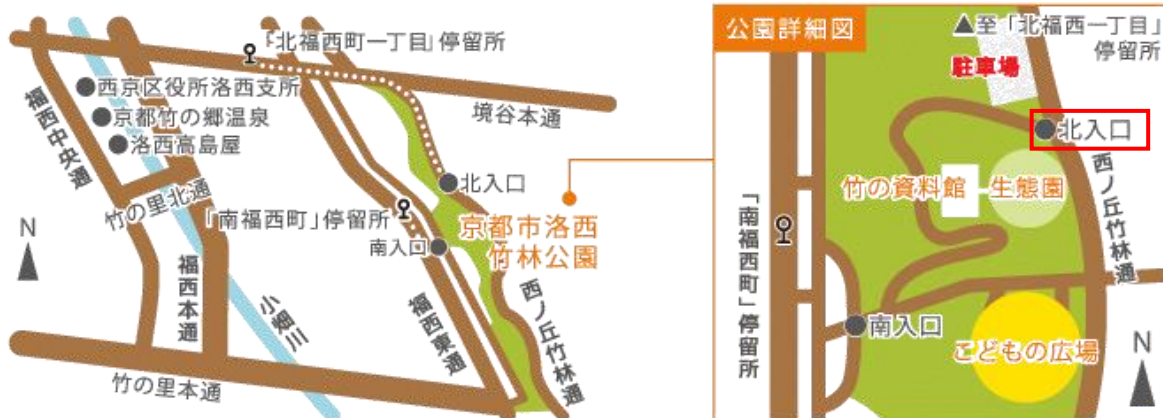 「北福西町一丁目」停留所
西京区役所洛西支所
京都竹の郷温泉
洛西高島屋
福西中央通
境谷本通
竹の里北通
北入口
「南福西町」停留所
南入口
京都市洛西
竹林公園
N
福西本通
小畑川
福西東通
西ノ丘竹林通
竹の里本通
公園詳細図
▲至「北福西一丁目」
停留所
駐車場
北入口
竹の資料館
生態園
西ノ丘竹林通
「南福西町」停留所
南入口
こどもの広場
N